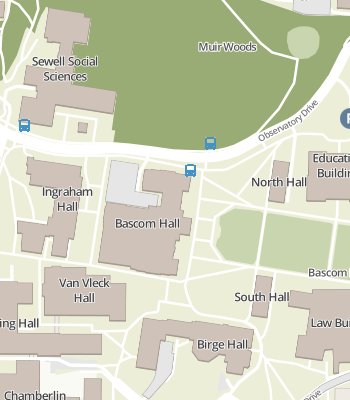 Muir Woods
Sewell Social
Sciences
Observatory Drive
P
Educati
Buildin
North Hall
Ingraham
Hall
Bascom Hall
Bascom
Van Vleck
Hall
South Hall
ing Hall
Law Bu
Birge Hall
Chamberlin
Drive